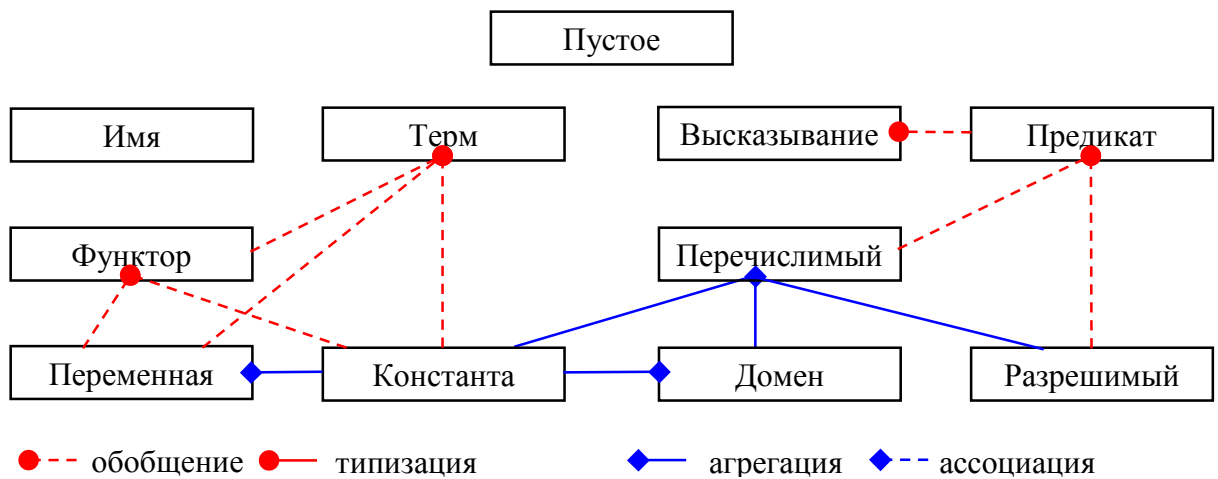 Пустое
Имя Терм Высказывание Предикат
Функтор Перечислимый
Переменная Константа Домен Разрешимый
обобщение типизация агрегация ассоциация